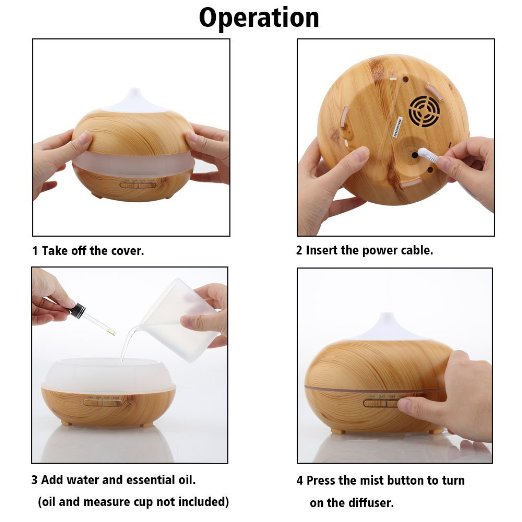 Operation
1 Take off the cover.
2 Insert the power cable.
3 Add water and essential oil.
(oil and measure cup not included)
4 Press the mist button to turn
on the diffuser.